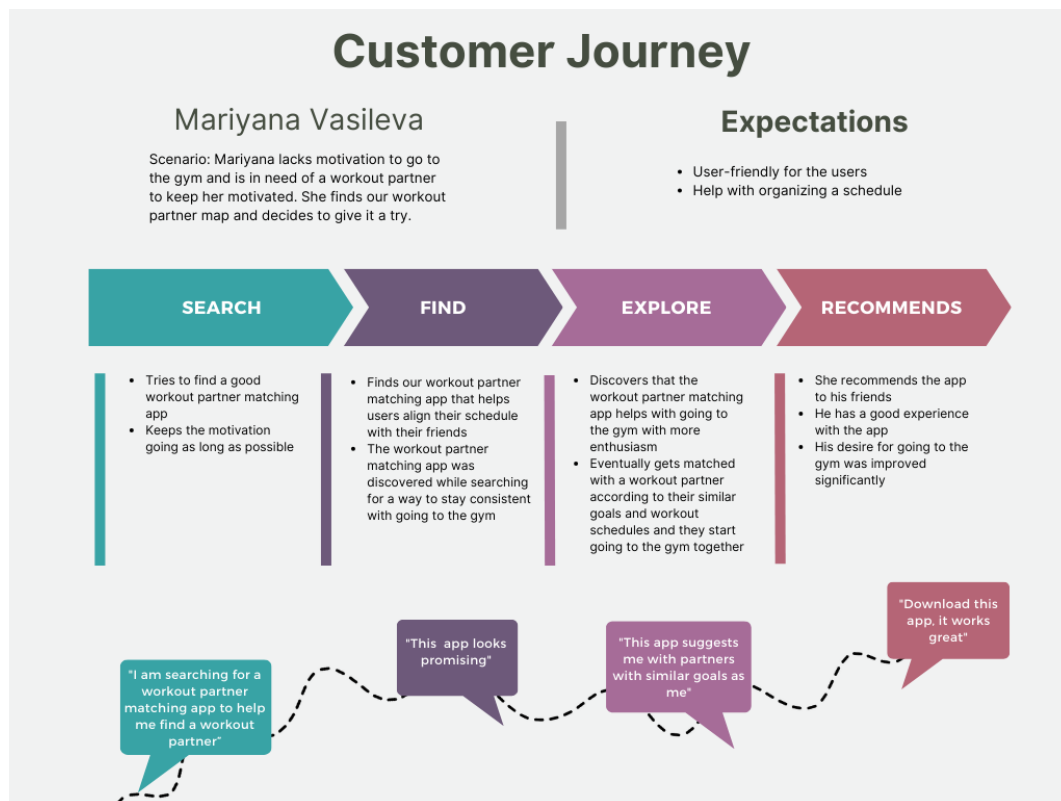 Customer Journey
Mariyana Vasileva
Scenario: Mariyana lacks motivation to go to
the gym and is in need of a workout partner
to keep her motivated. She finds our workout
partner map and decides to give it a try.
Expectations
• User-friendly for the users
• Help with organizing a schedule
SEARCH
FIND
EXPLORE
RECOMMENDS
• Tries to find a good
workout partner matching
app
• Keeps the motivation
going as long as possible
• Finds our workout partner
matching app that helps
users align their schedule
with their friends
• The workout partner
matching app was
discovered while searching
for a way to stay consistent
with going to the gym
• Discovers that the
workout partner matching
app helps with going to
the gym with more
enthusiasm
• Eventually gets matched
with a workout partner
according to their similar
goals and workout
schedules and they start
going to the gym together
• She recommends the app
to his friends
• He has a good experience
with the app
• His desire for going to the
gym was improved
significantly
"I am searching for a
workout partner
matching app to help
me find a workout
partner"
"This app looks
promising"
"This app suggests
me with partners
with similar goals as
me"
"Download this
app, it works
great"